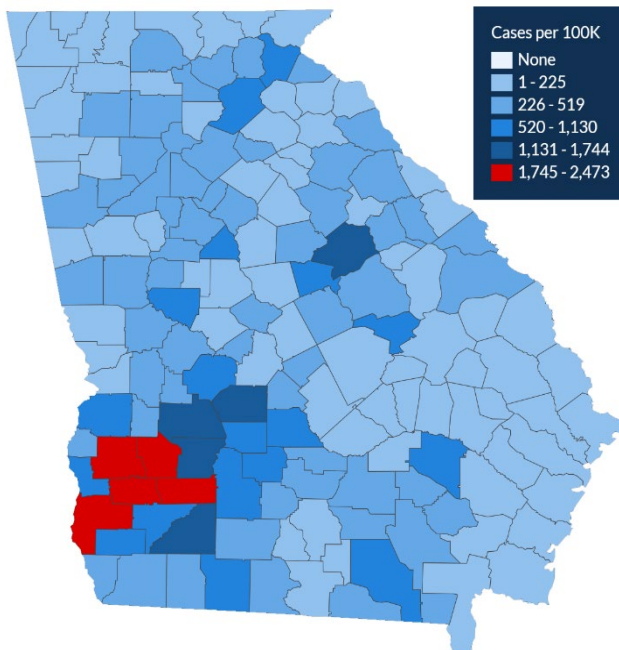 Cases per 100K
None
1 - 225
226 - 519
520 - 1,130
1,131 - 1,744
1,745 - 2,473